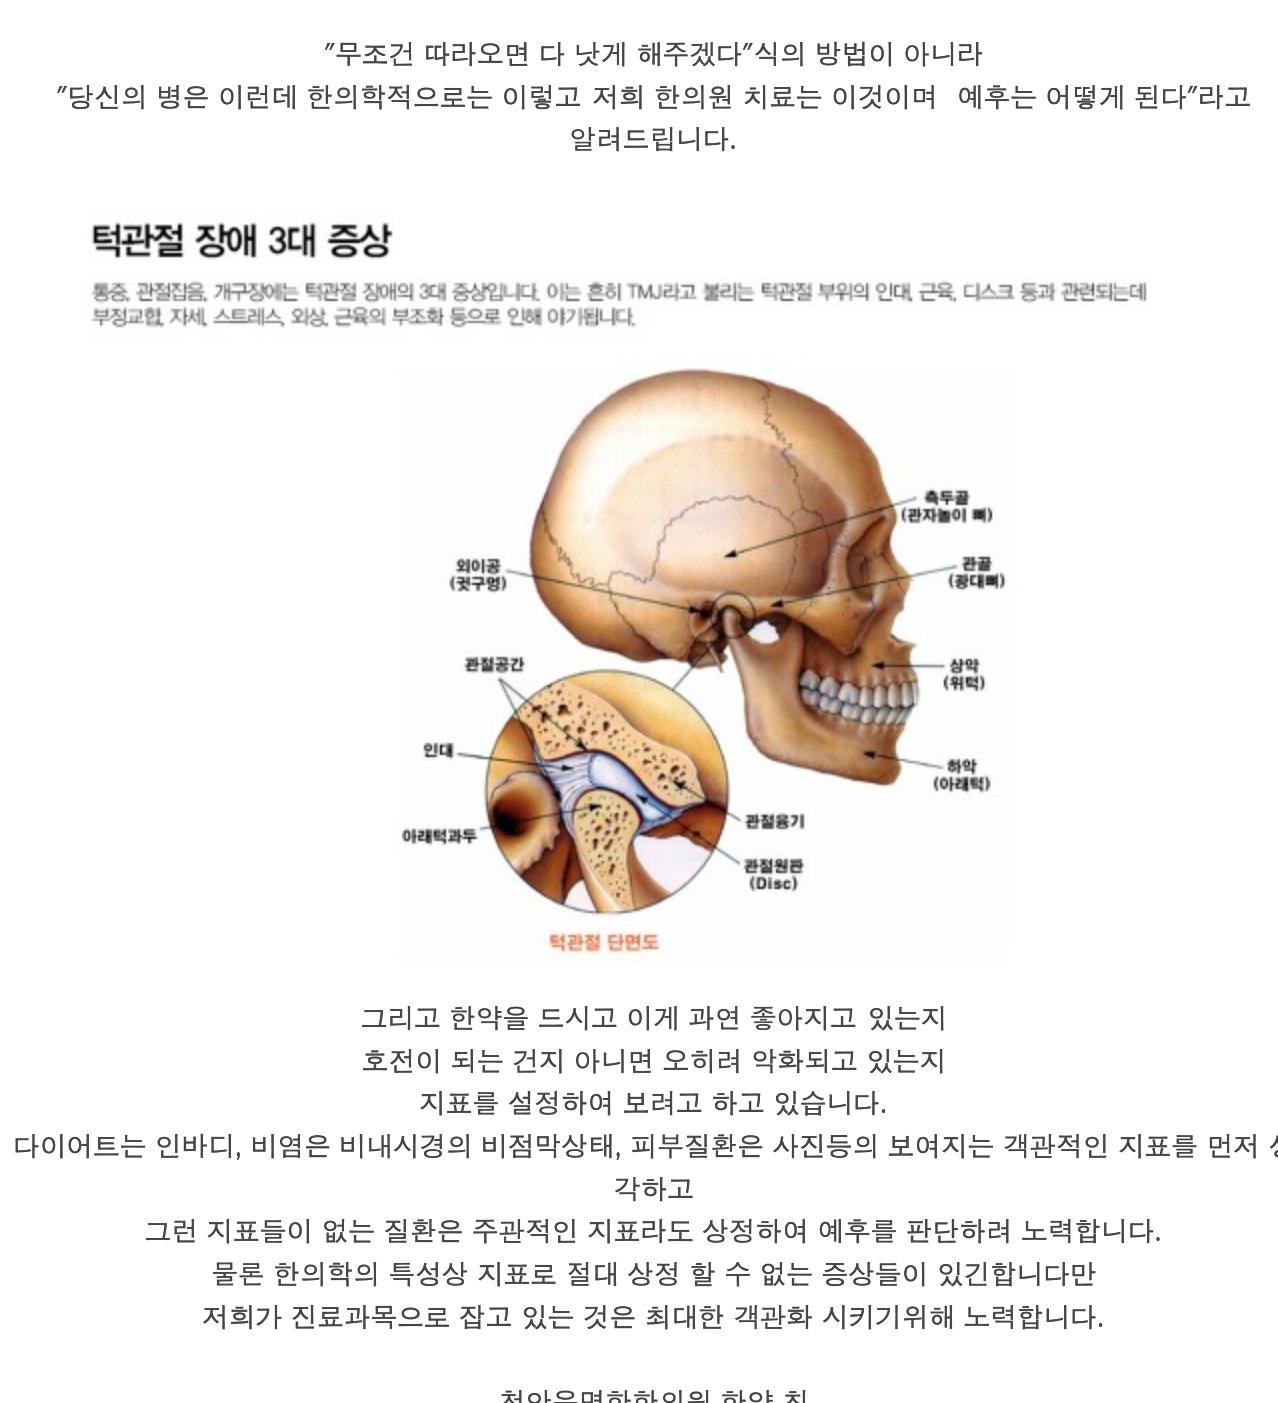 "무조건 따라오면 다 낫게 해주겠다"식의 방법이 아니라
"당신의 병은 이런데 한의학적으로는 이렇고 저희 한의원 치료는 이것이며 예후는 어떻게 된다"라고
알려드립니다.
턱관절 장애 3대 증상
통증, 관절잡음, 개구장애는 턱관절 장애의 3대 증상입니다. 이는 흔히 TMJ라고 불리는 턱관절 부위의 인대, 근육, 디스크 등과 관련되는데
부정교합, 자세, 스트레스, 외상, 근육의 부조화 등으로 인해 야기됩니다.
측두골
(관자놀이 뼈)
외이공
(귓구멍)
관골
(광대뼈)
관절공간
상악
(위턱)
인대
하악
(아래턱)
아래턱과두
관절융기
관절원판
(Disc)
턱관절 단면도
그리고 한약을 드시고 이게 과연 좋아지고 있는지
호전이 되는 건지 아니면 오히려 악화되고 있는지
지표를 설정하여 보려고 하고 있습니다.
다이어트는 인바디, 비염은 비내시경의 비점막상태, 피부질환은 사진등의 보여지는 객관적인 지표를 먼저
각하고
그런 지표들이 없는 질환은 주관적인 지표라도 상정하여 예후를 판단하려 노력합니다.
물론 한의학의 특성상 지표로 절대 상정 할 수 없는 증상들이 있긴합니다만
저희가 진료과목으로 잡고 있는 것은 최대한 객관화 시키기위해 노력합니다.